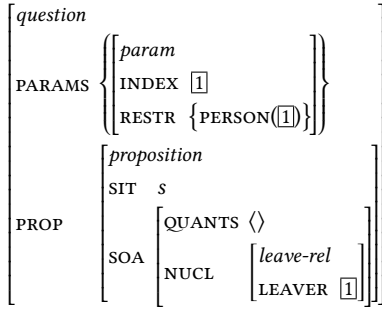 question
PARAMS { [ param
INDEX [1]
RESTR {PERSON([1])} ] }
PROP [ proposition
SIT s
SOA [ QUANTS ⟨⟩
NUCL [ leave-rel
LEAVER [1] ] ] ]